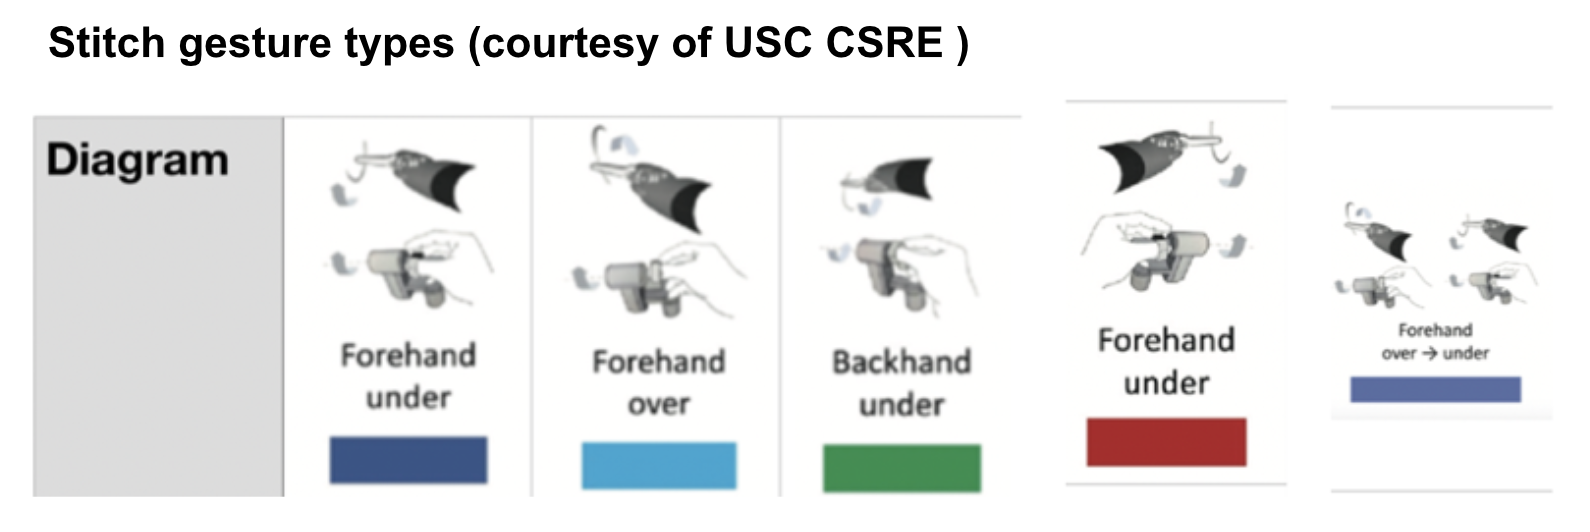 Stitch gesture types (courtesy of USC CSRE )
Diagram
Forehand
under
Forehand
over
Backhand
under
Forehand
under
Forehand
over → under